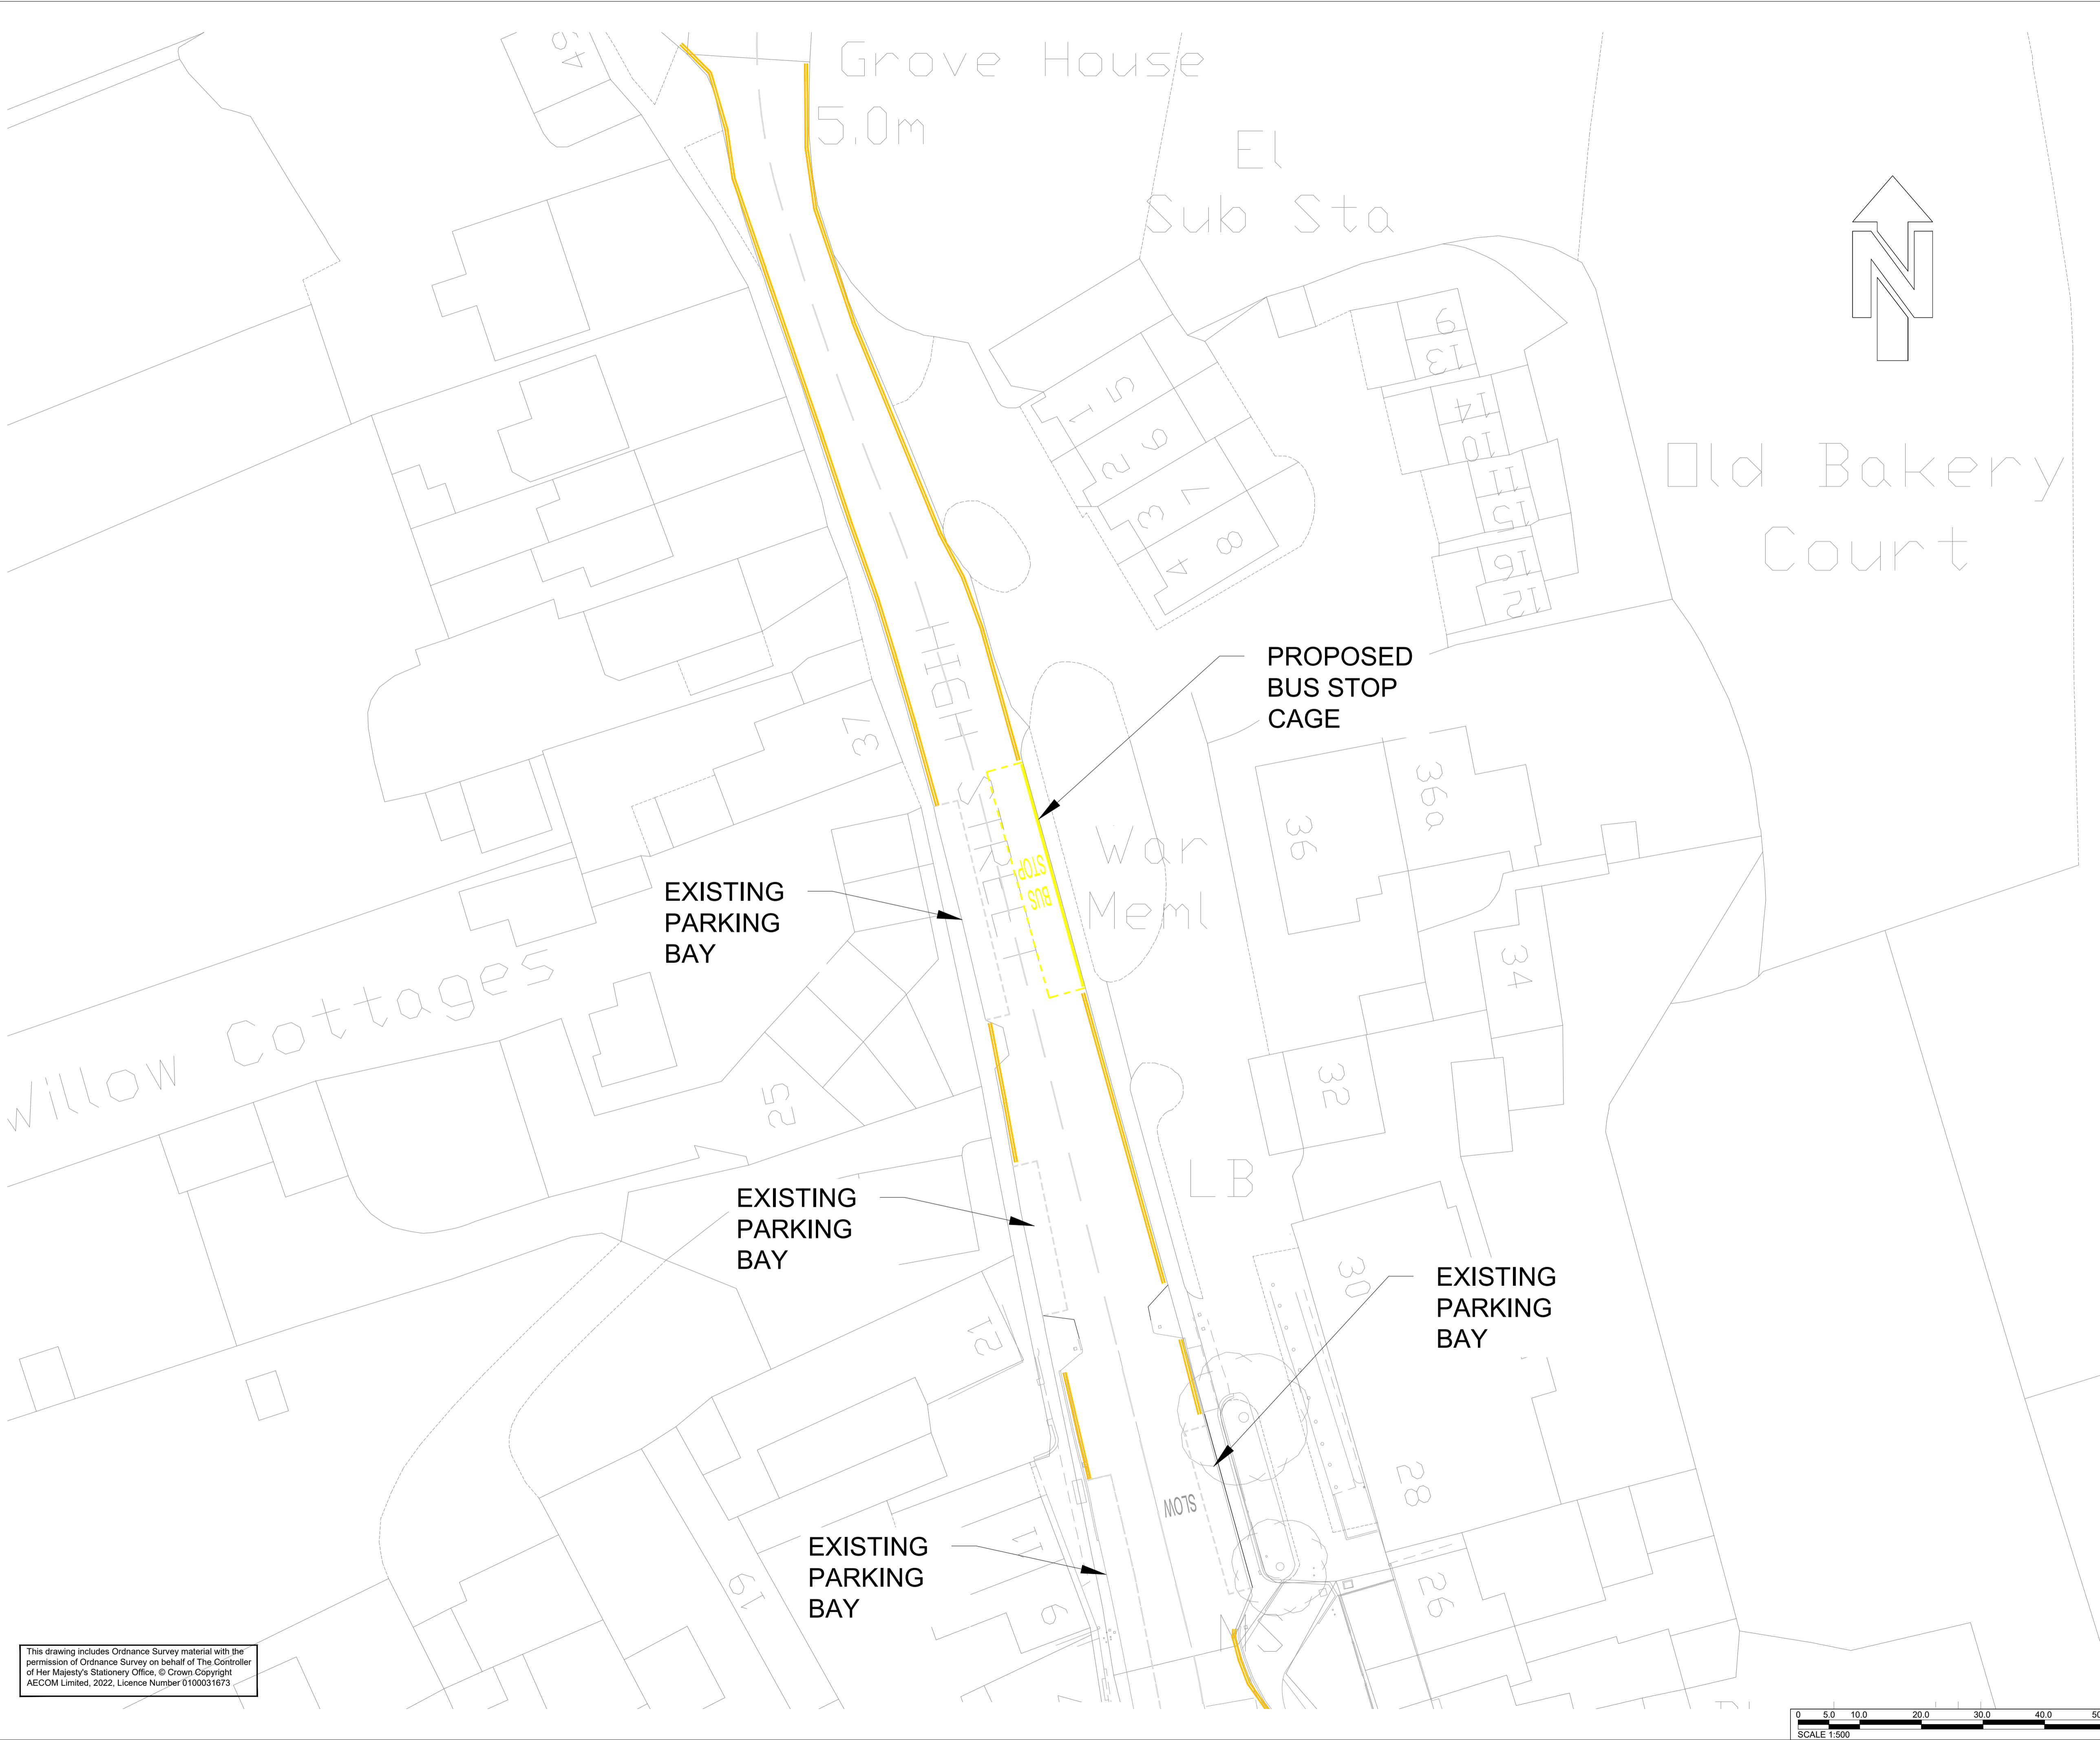 49
Grove House
5.0m
El
Sub Sta
N
1 5
2 6
3 7
4 8
9
13
14
10
11
15
16
12
Old Bakery
Court
HIGH
STREET
37
PROPOSED
BUS STOP
CAGE
STOP
BUS
War
Meml
36
36a
34
EXISTING
PARKING
BAY
Willow Cottages
25
32
LB
EXISTING
PARKING
BAY
30
EXISTING
PARKING
BAY
21
28
SLOW
EXISTING
PARKING
BAY
11
19
9
26
This drawing includes Ordnance Survey material with the
permission of Ordnance Survey on behalf of The Controller
of Her Majesty's Stationery Office, © Crown Copyright
AECOM Limited, 2022, Licence Number 0100031673
0 5.0 10.0 20.0 30.0 40.0
SCALE 1:500